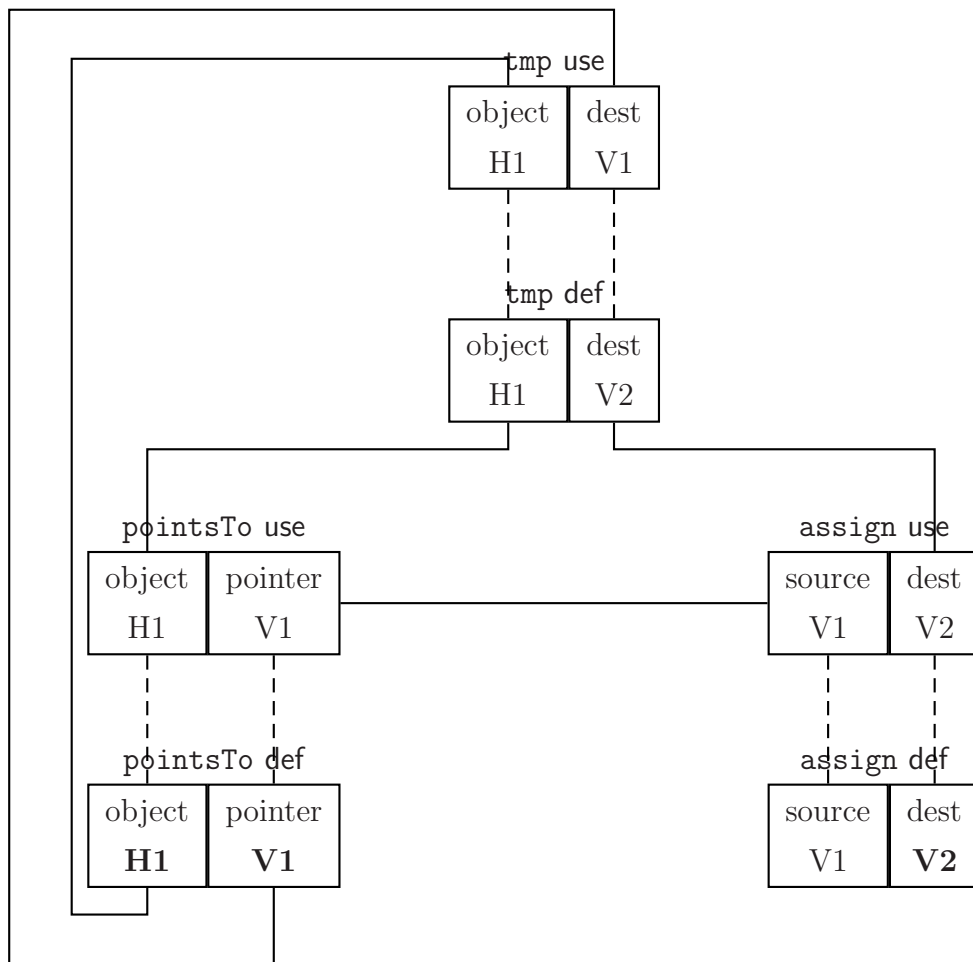 tmp use
object dest
H1 V1
tmp def
object dest
H1 V2
pointsTo use assign use
object pointer source dest
H1 V1 V1 V2
pointsTo def assign def
object pointer source dest
H1 V1 V1 V2